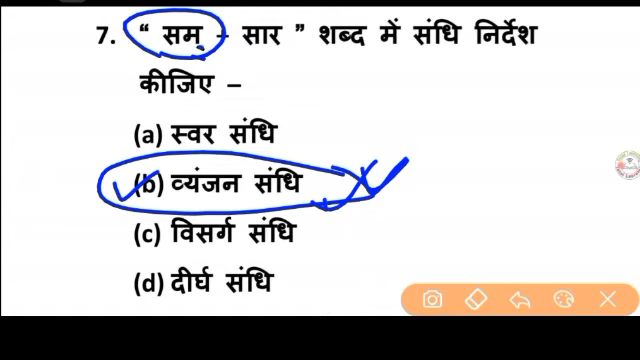 7. “ सम् – सार ” शब्द में संधि निर्देश
कीजिए –
(a) स्वर संधि
(b) व्यंजन संधि
(c) विसर्ग संधि
(d) दीर्घ संधि